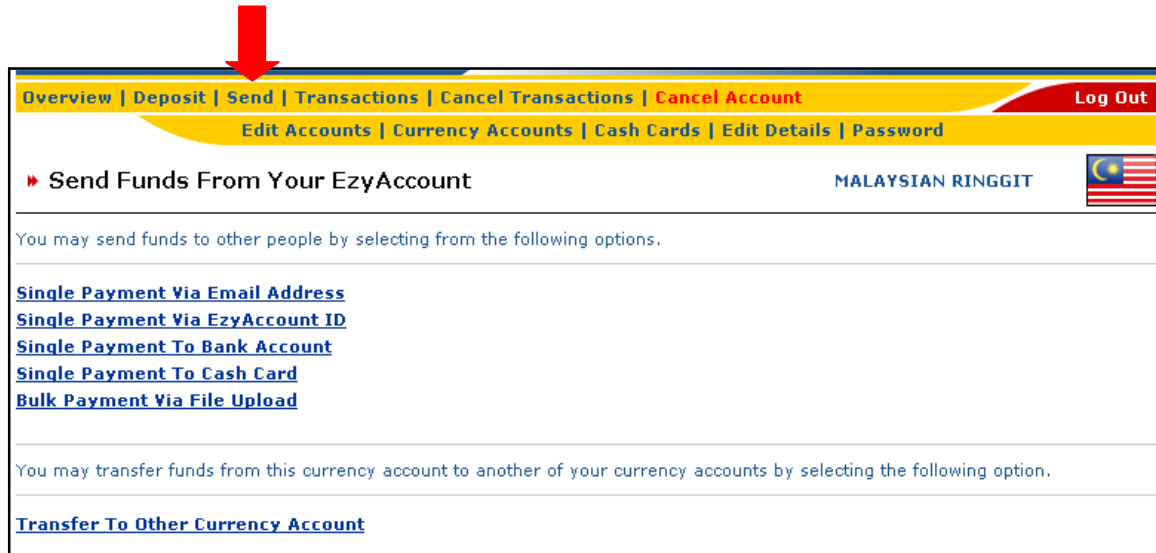 Overview | Deposit | Send | Transactions | Cancel Transactions | Cancel Account
Log Out
Edit Accounts | Currency Accounts | Cash Cards | Edit Details | Password
Send Funds From Your EzyAccount
MALAYSIAN RINGGIT
You may send funds to other people by selecting from the following options.
Single Payment Via Email Address
Single Payment Via EzyAccount ID
Single Payment To Bank Account
Single Payment To Cash Card
Bulk Payment Via File Upload
You may transfer funds from this currency account to another of your currency accounts by selecting the following option.
Transfer To Other Currency Account